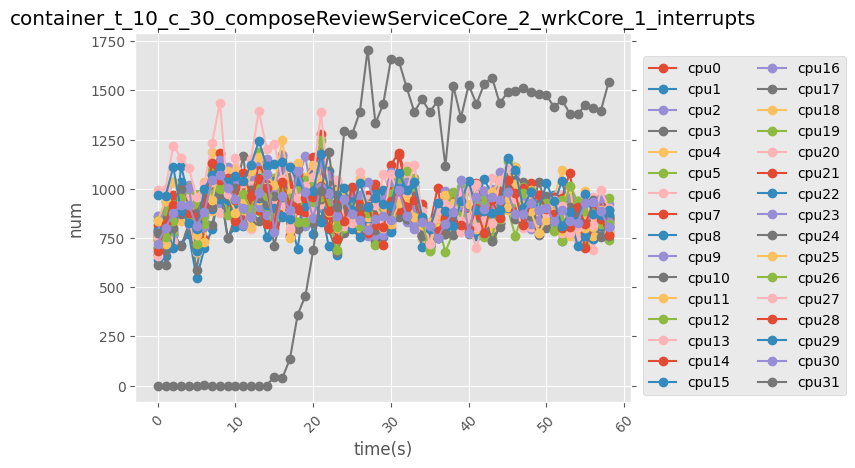 container_t_10_c_30_composeReviewServiceCore_2_wrkCore_1_interrupts
1750
1500
1250
1000
750
500
250
0
num
0
10
20
30
40
50
60
time(s)
cpu0
cpu1
cpu2
cpu3
cpu4
cpu5
cpu6
cpu7
cpu8
cpu9
cpu10
cpu11
cpu12
cpu13
cpu14
cpu15
cpu16
cpu17
cpu18
cpu19
cpu20
cpu21
cpu22
cpu23
cpu24
cpu25
cpu26
cpu27
cpu28
cpu29
cpu30
cpu31